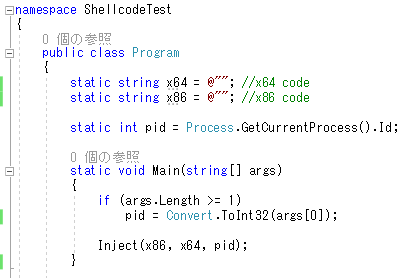 namespace ShellcodeTest
{
0 個の参照
public class Program
{
static string x64 = @""; //x64 code
static string x86 = @""; //x86 code
static int pid = Process.GetCurrentProcess().Id;
0 個の参照
static void Main(string[] args)
{
if (args.Length >= 1)
pid = Convert.ToInt32(args[0]);
Inject(x86, x64, pid);
}